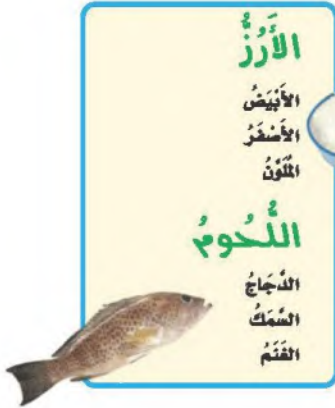 الأَرُزُّ
الأَبْيَضُ
الأَصْفَرُ
المُلَوَّنُ
اللُّحُومُ
الدَّجَاجُ
السَّمَكُ
الغَنَمُ